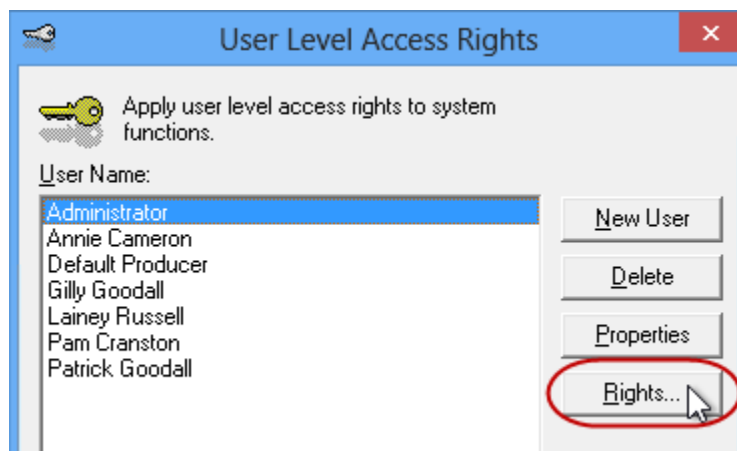 User Level Access Rights
Apply user level access rights to system
functions.
User Name:
Administrator
Annie Cameron
Default Producer
Gilly Goodall
Lainey Russell
Pam Cranston
Patrick Goodall
New User
Delete
Properties
Rights...